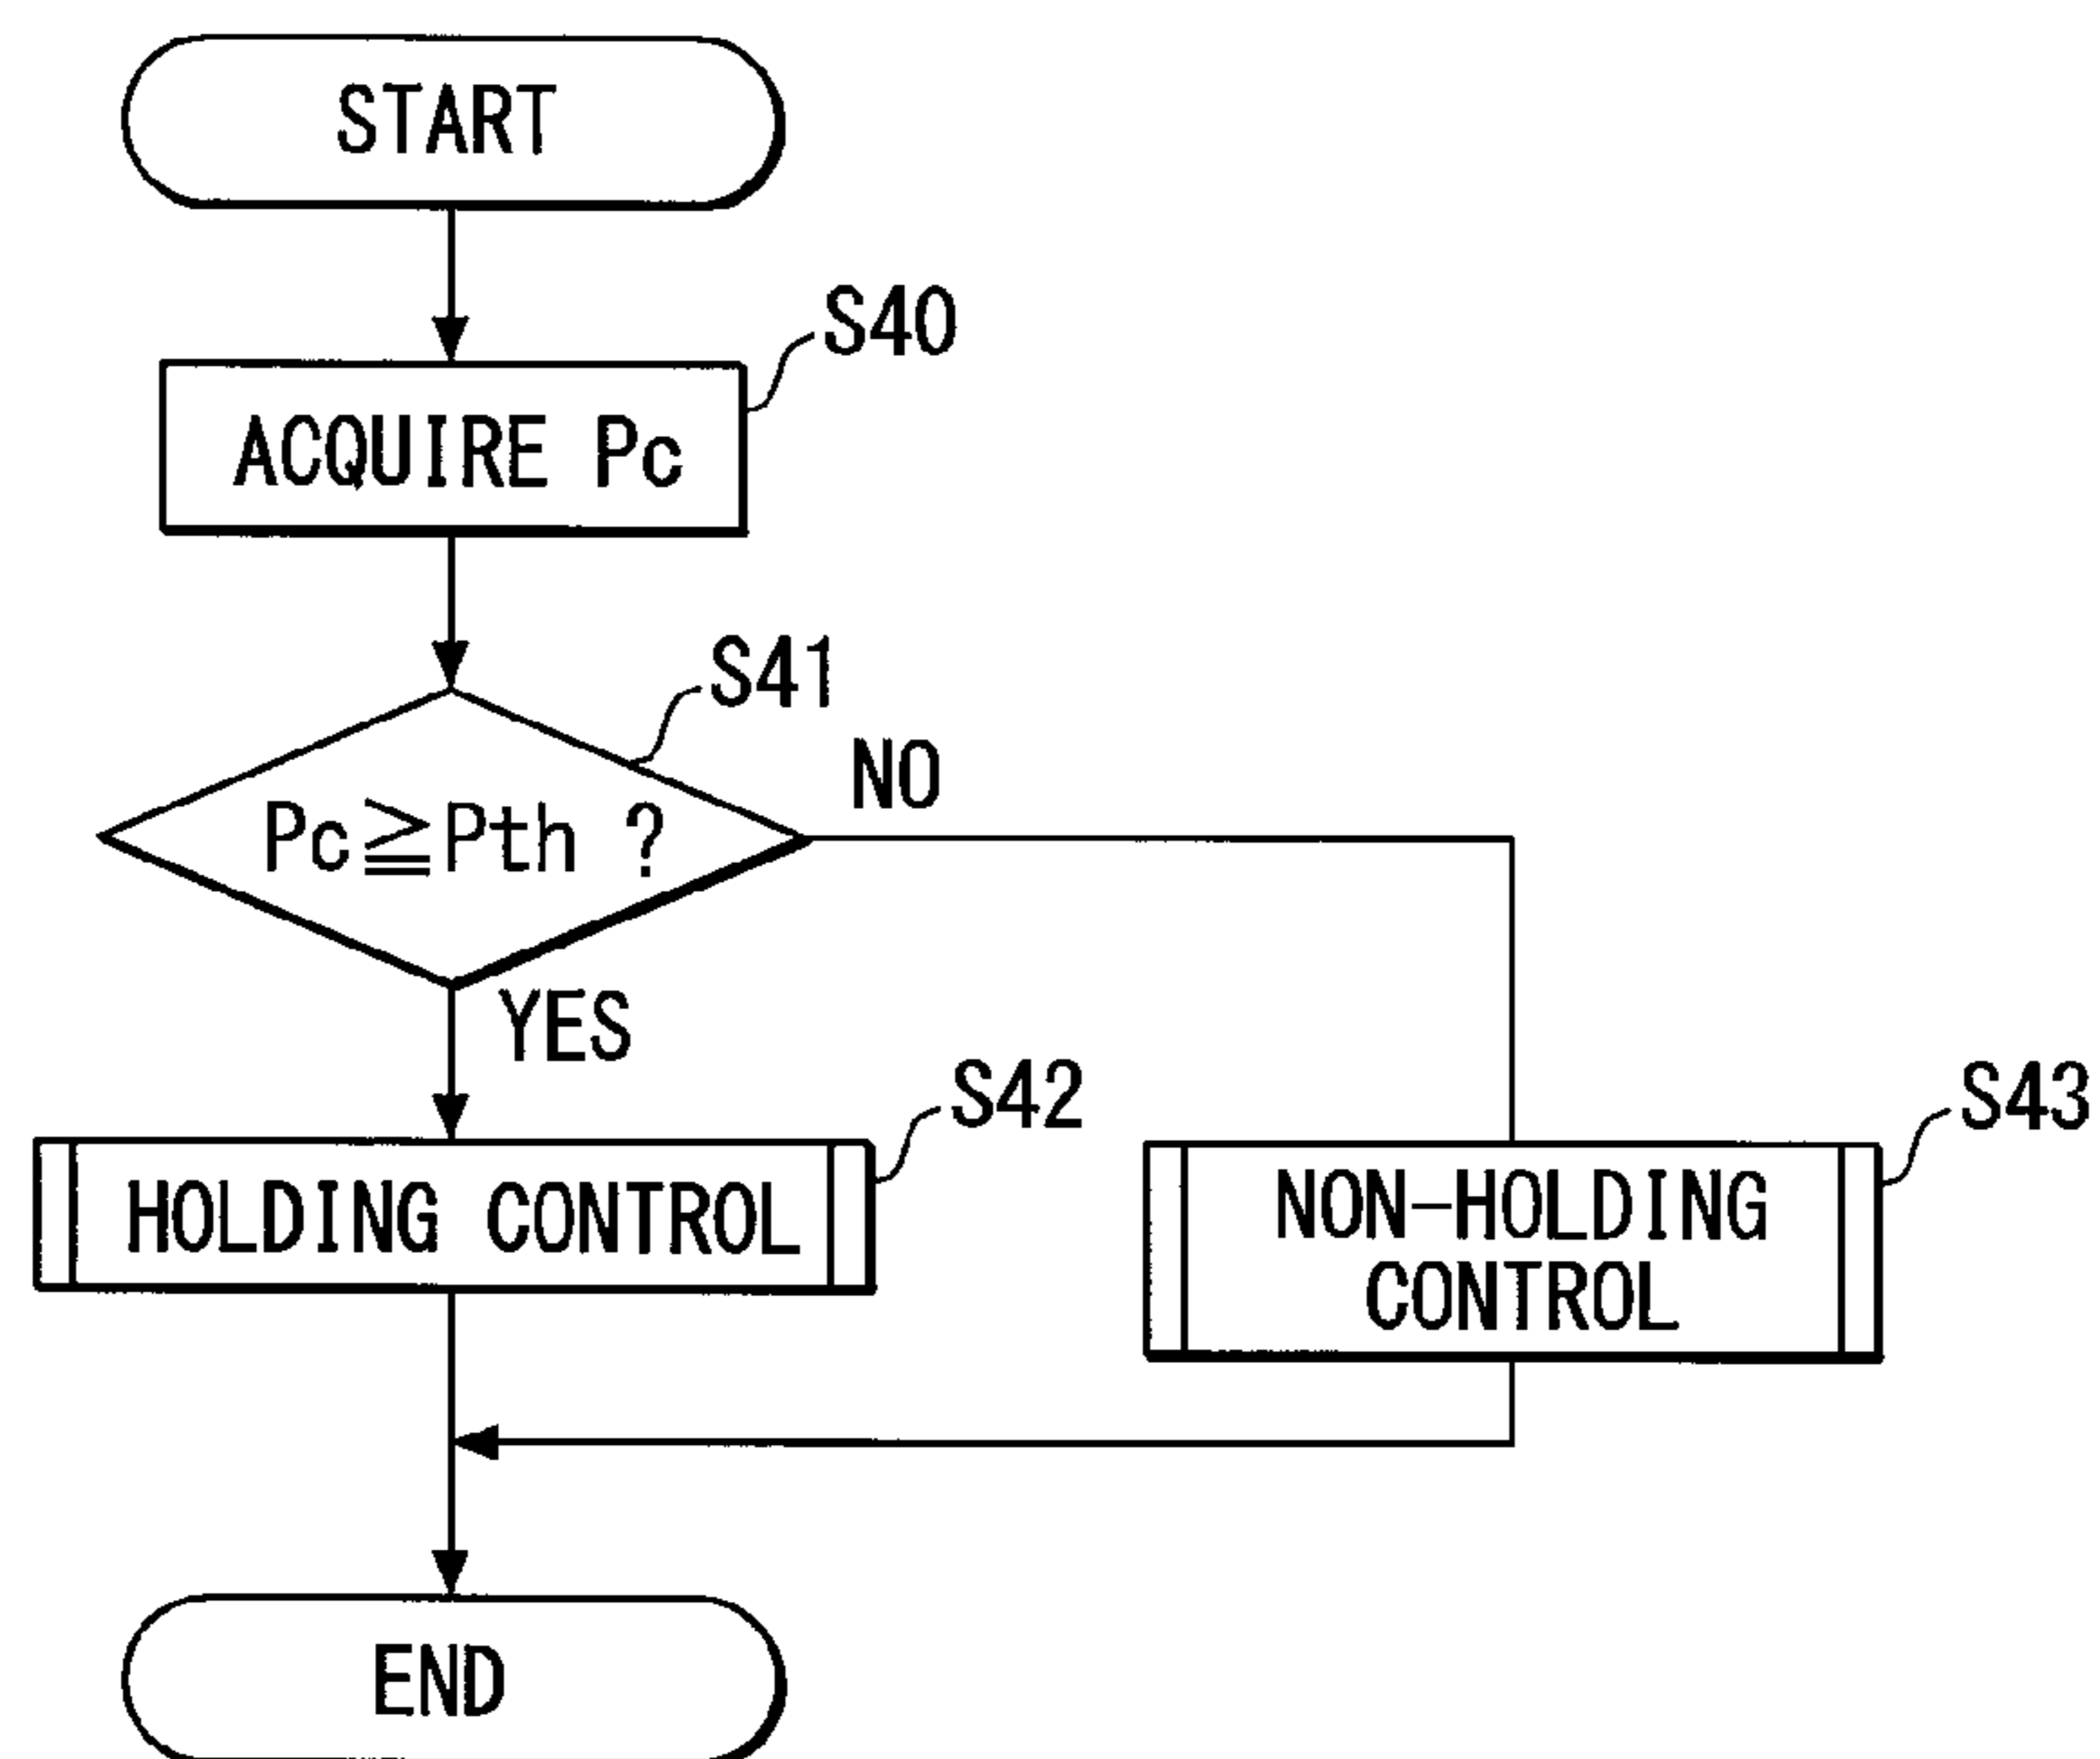 START
S40
ACQUIRE Pc
S41
NO
Pc≧Pth ?
YES
S42
S43
HOLDING CONTROL
NON-HOLDING
CONTROL
END